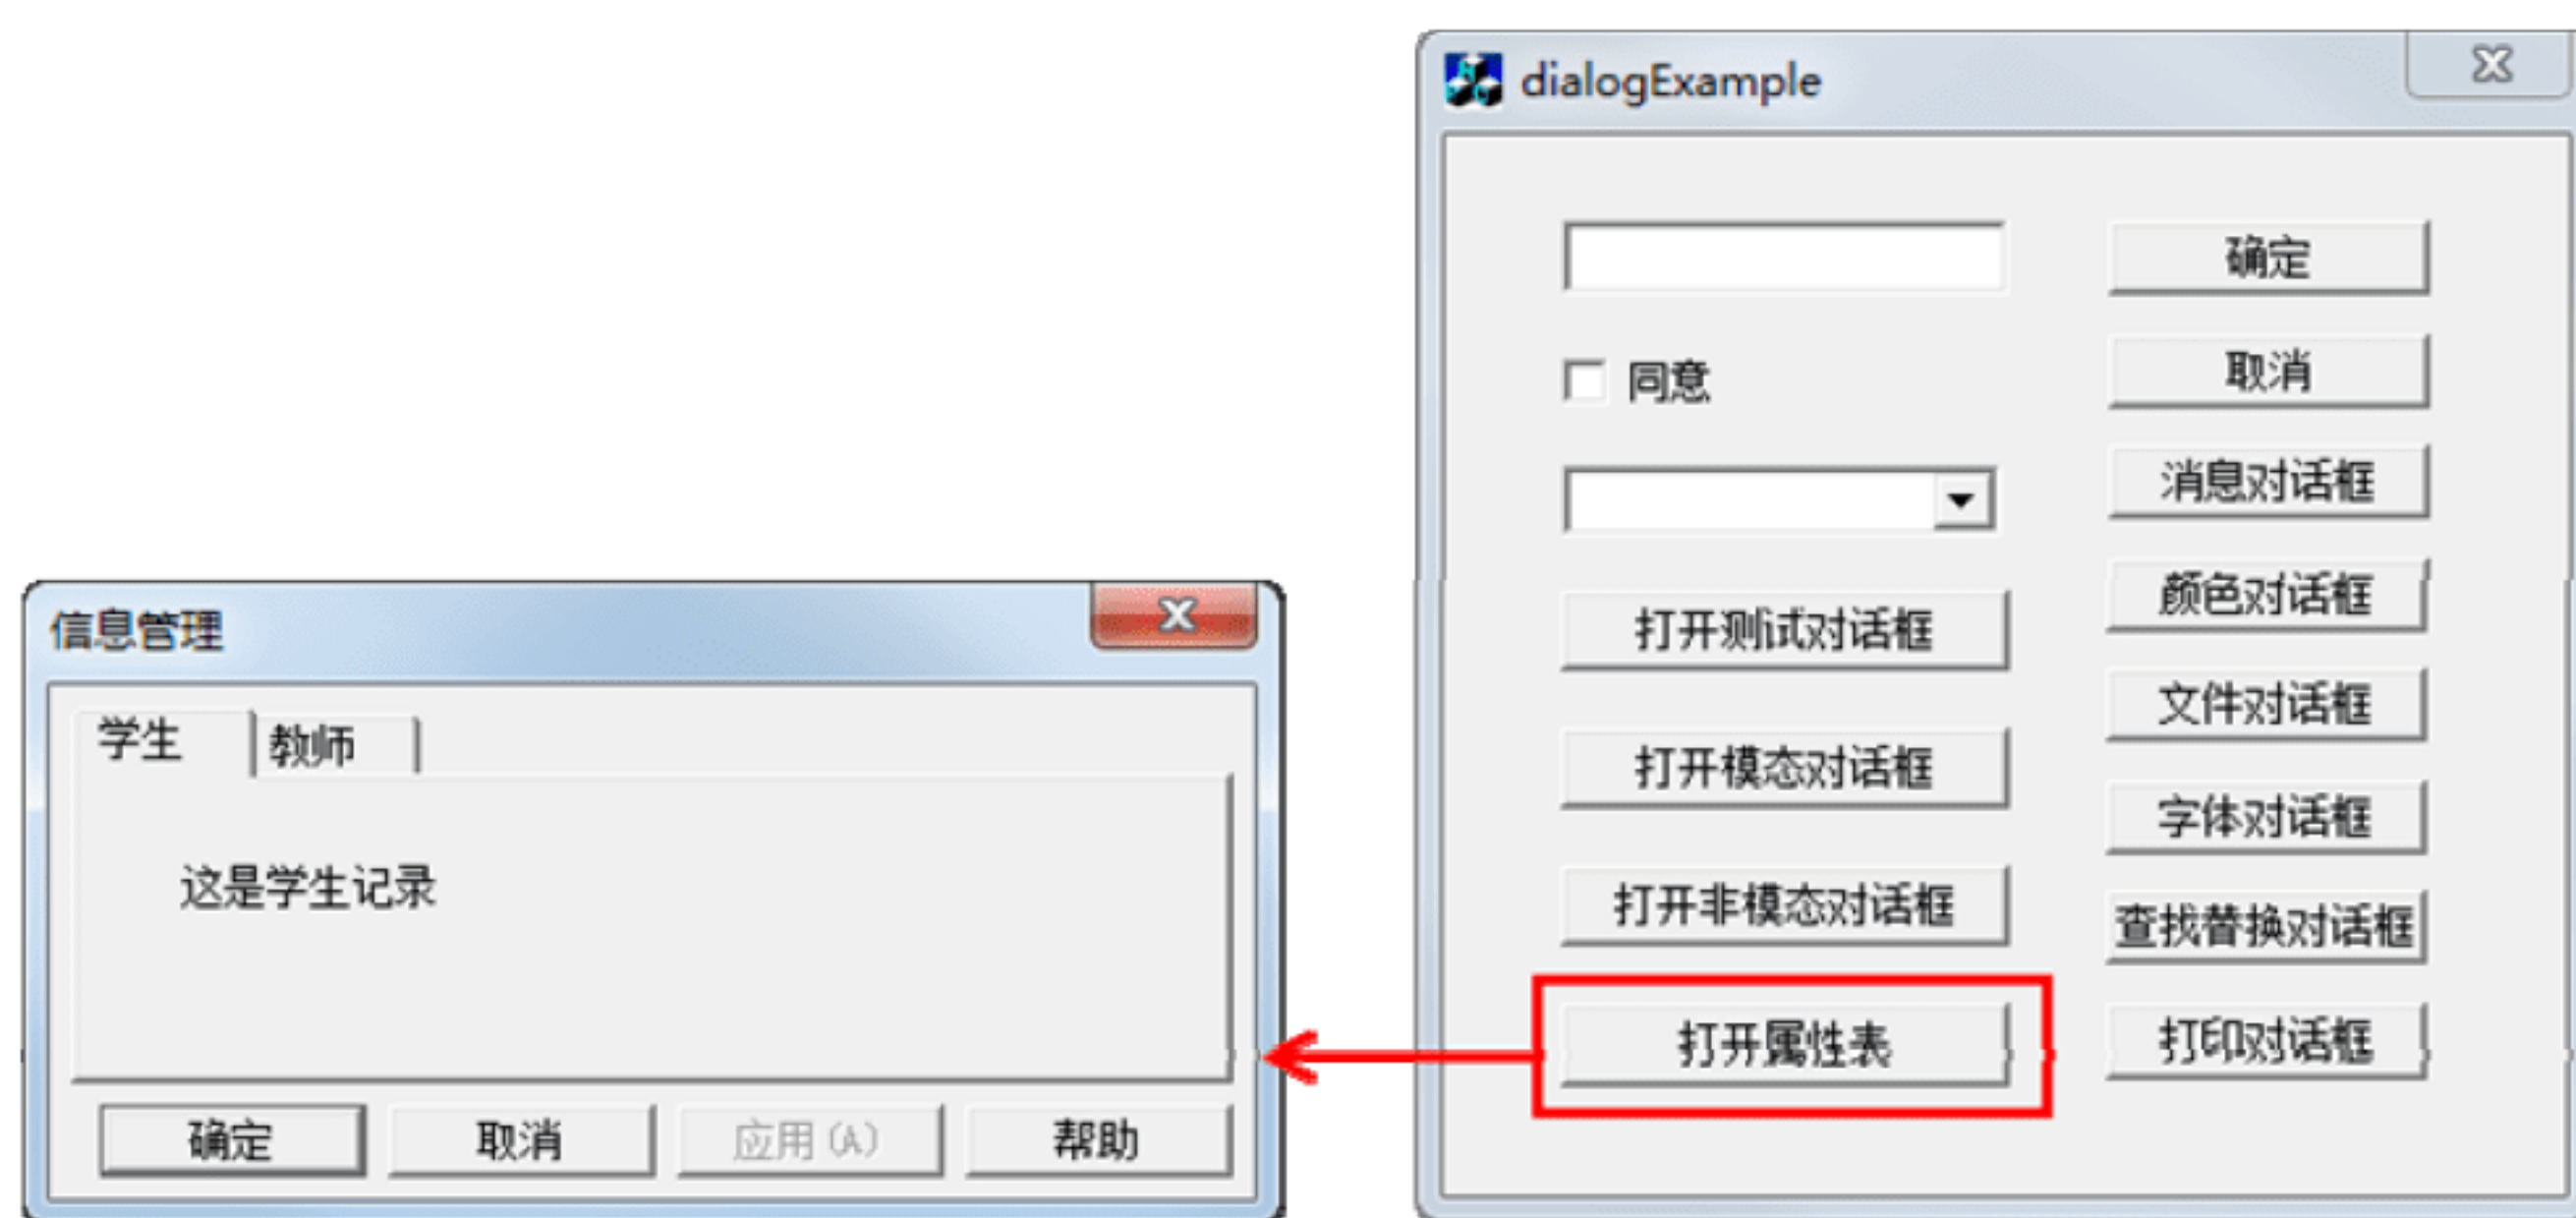 信息管理
学生
教师
这是学生记录
确定
取消
应用(A)
帮助
dialogExample
确定
同意
取消
消息对话框
颜色对话框
打开测试对话框
文件对话框
打开模态对话框
字体对话框
打开非模态对话框
查找替换对话框
打开属性表
打印对话框